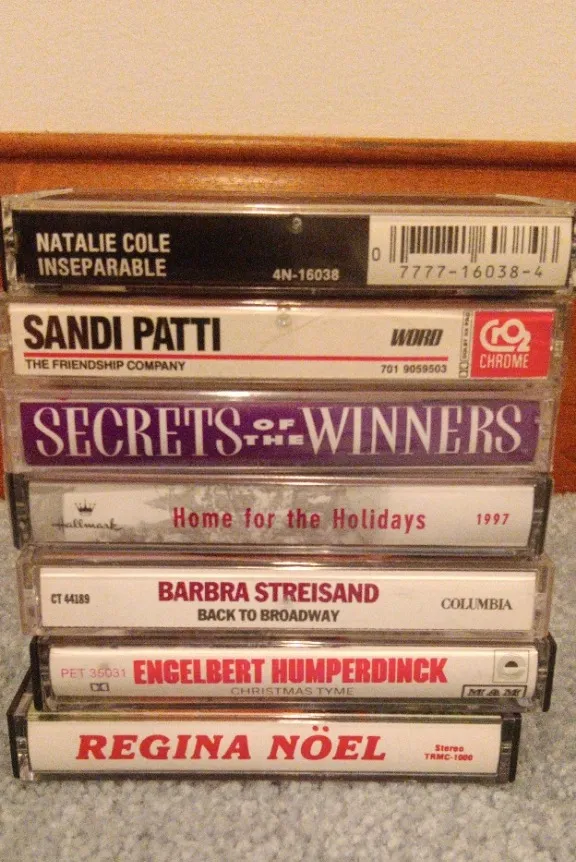 NATALIE COLE
INSEPARABLE
4N-16038
0 7777-16038-4
SANDI PATTI
THE FRIENDSHIP COMPANY
WORD
701 9059503
CrO2
CHROME
SECRETS OF THE WINNERS
Hallmark
Home for the Holidays
1997
CT 44189
BARBRA STREISAND
BACK TO BROADWAY
COLUMBIA
PET 35031
ENGELBERT HUMPERDINCK
CHRISTMAS TYME
MAM
REGINA NÖEL
Stereo
TRMC-1000